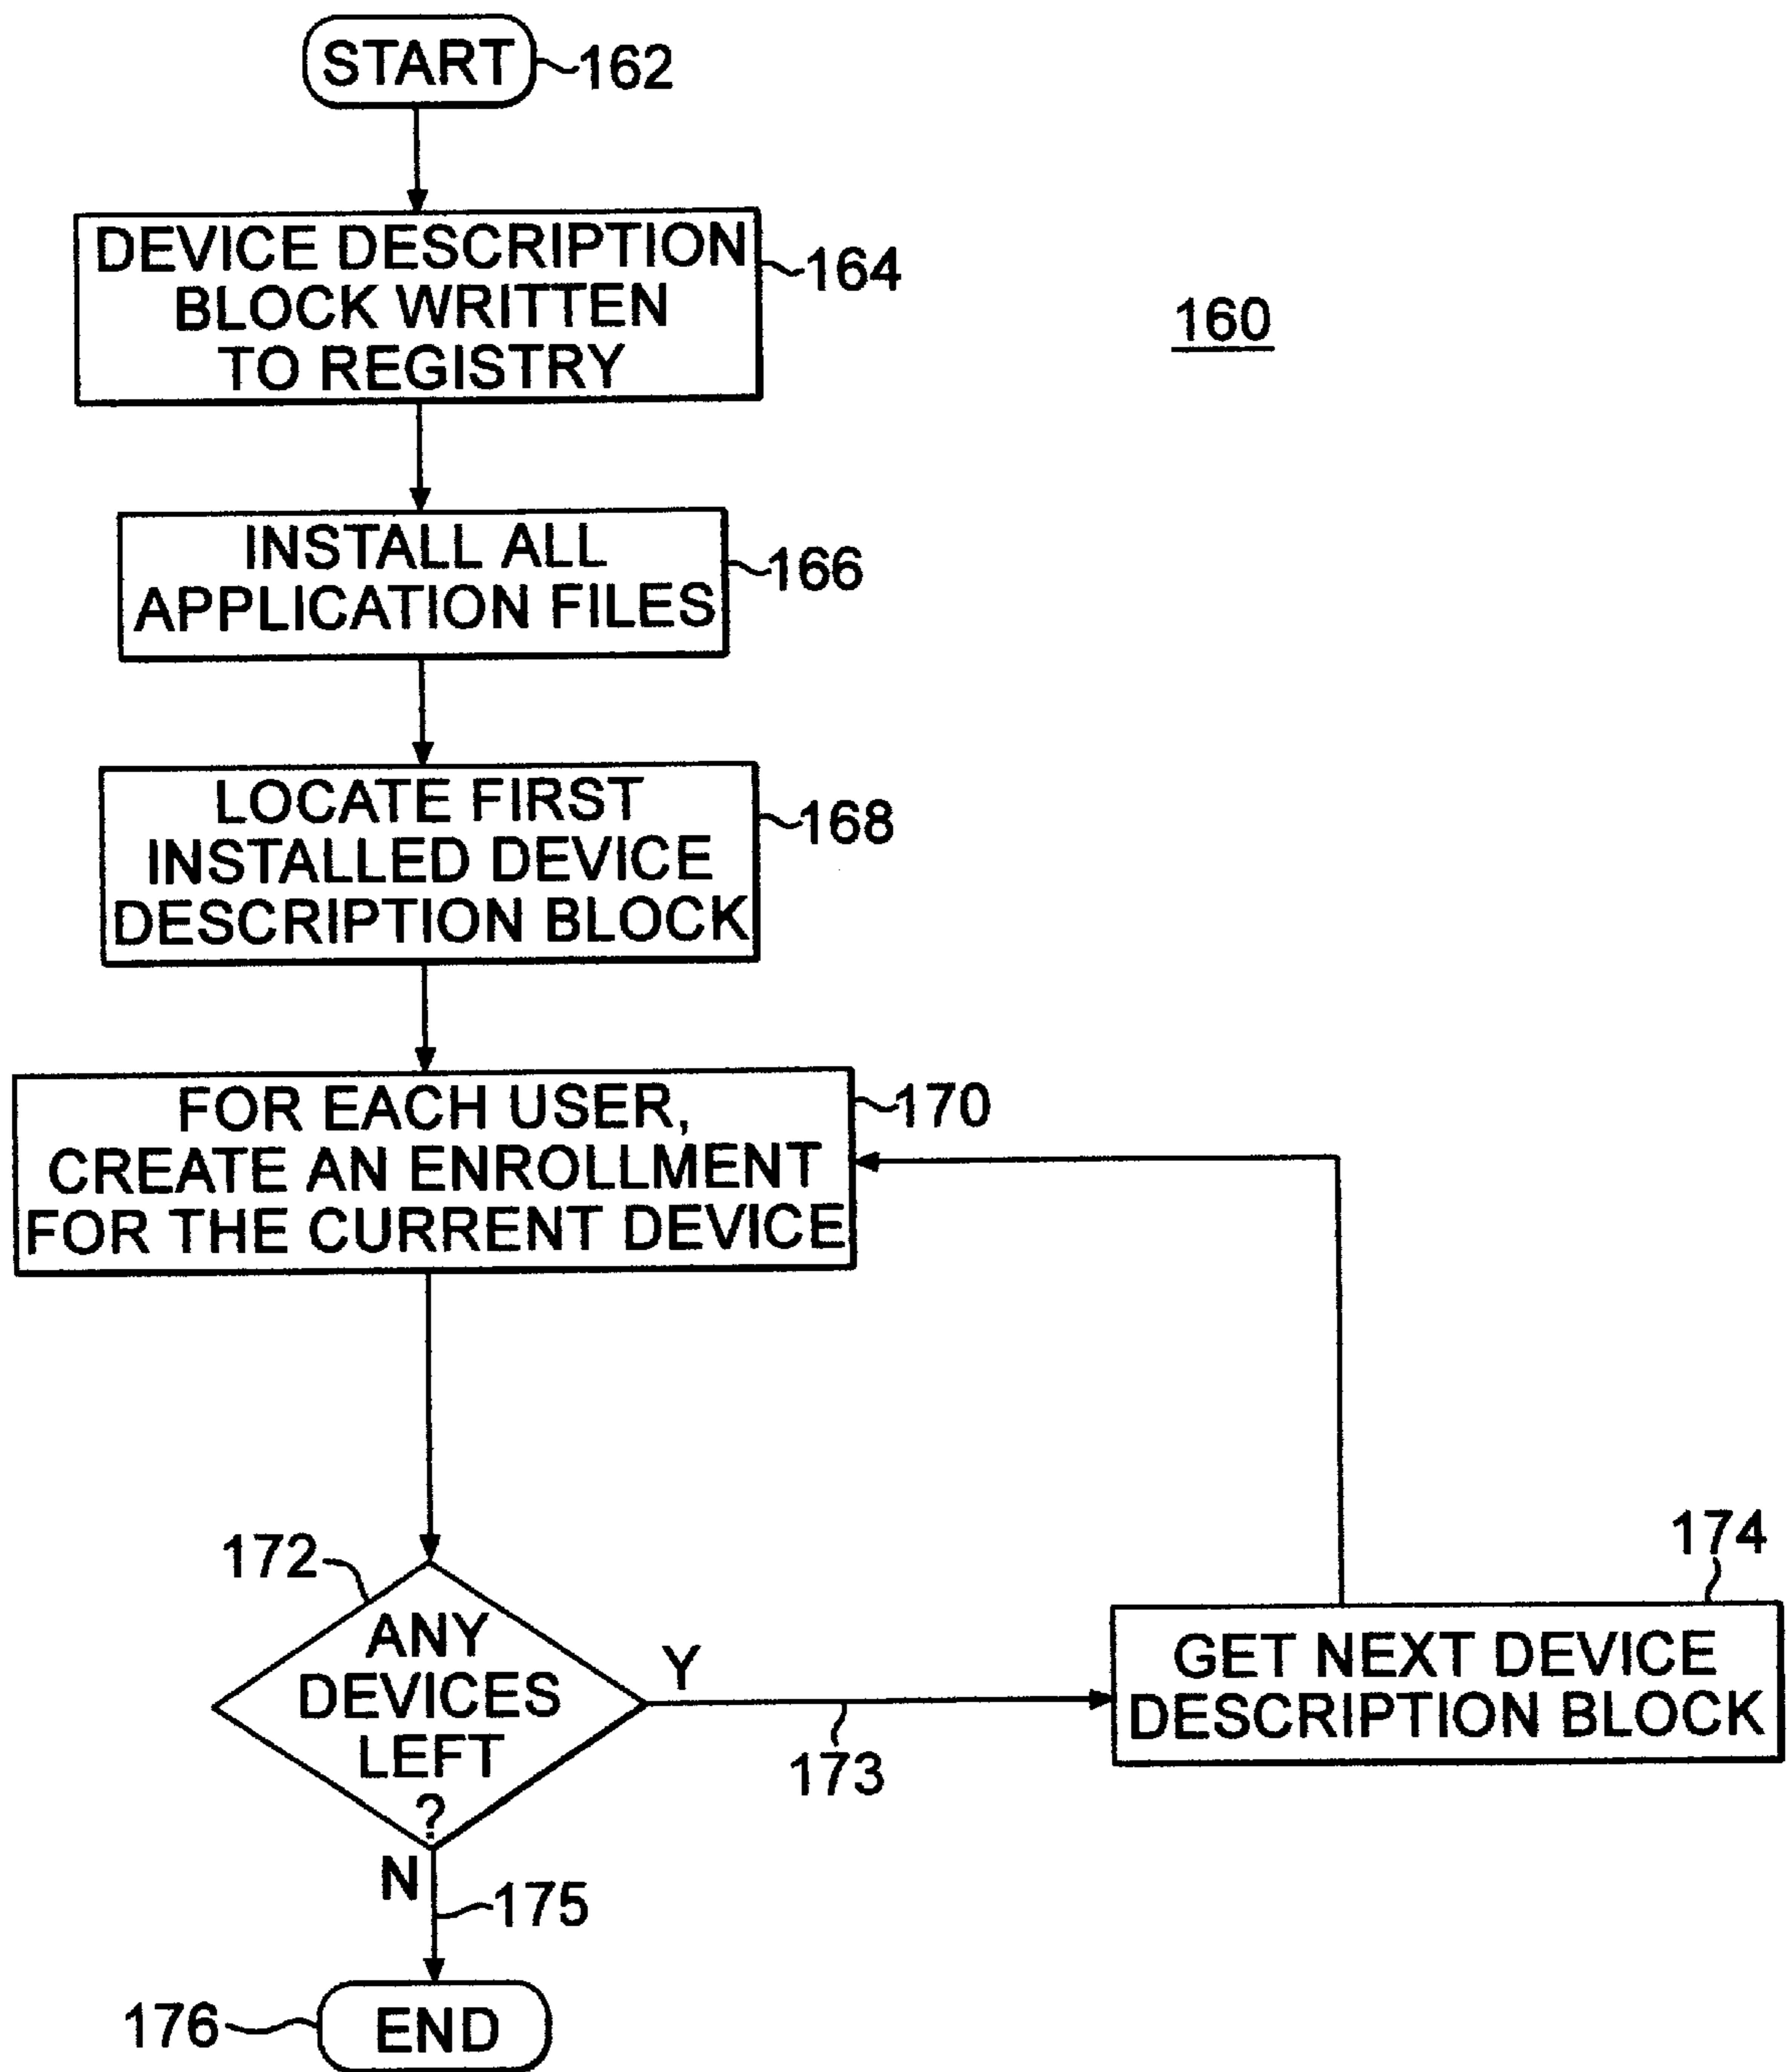 START
162
DEVICE DESCRIPTION
BLOCK WRITTEN
TO REGISTRY
164
160
INSTALL ALL
APPLICATION FILES
166
LOCATE FIRST
INSTALLED DEVICE
DESCRIPTION BLOCK
168
FOR EACH USER,
CREATE AN ENROLLMENT
FOR THE CURRENT DEVICE
170
172
ANY
DEVICES
LEFT
?
Y
173
174
GET NEXT DEVICE
DESCRIPTION BLOCK
N
175
176
END